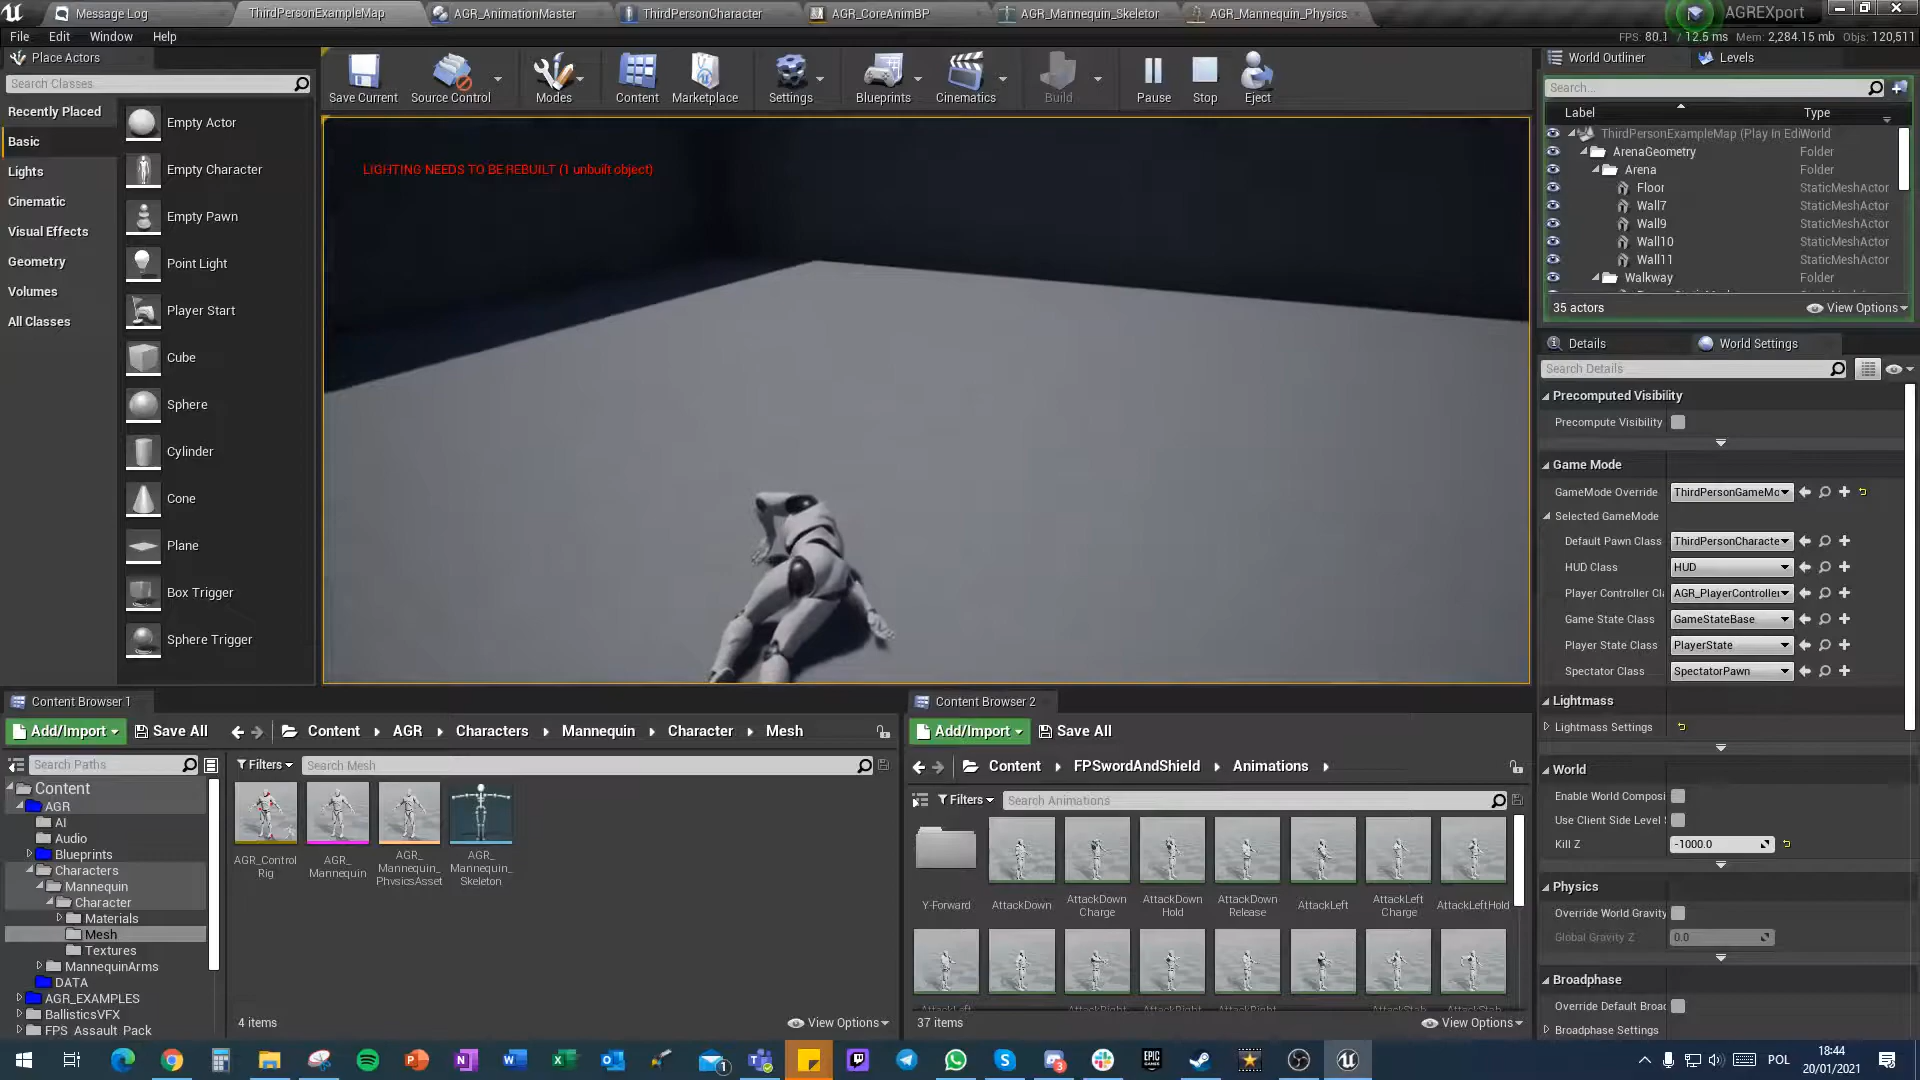 Message Log
ThirdPersonExampleMap
AGR_AnimationMaster
ThirdPersonCharacter
AGR_CoreAnimBP
AGR_Mannequin_Skeletor
AGR_Mannequin_Physics
AGREXport
File Edit Window Help
FPS: 80.1 / 12.5 ms Mem: 2,284.15 mb Objs: 120,511
Place Actors
Search Classes
Recently Placed
Basic
Lights
Cinematic
Visual Effects
Geometry
Volumes
All Classes
Empty Actor
Empty Character
Empty Pawn
Point Light
Player Start
Cube
Sphere
Cylinder
Cone
Plane
Box Trigger
Sphere Trigger
Save Current
Source Control
Modes
Content
Marketplace
Settings
Blueprints
Cinematics
Build
Pause
Stop
Eject
LIGHTING NEEDS TO BE REBUILT (1 unbuilt object)
World Outliner
Levels
Search...
Label Type
ThirdPersonExampleMap (Play In Edi World
ArenaGeometry Folder
Arena Folder
Floor StaticMeshActor
Wall7 StaticMeshActor
Wall9 StaticMeshActor
Wall10 StaticMeshActor
Wall11 StaticMeshActor
Walkway Folder
35 actors
View Options
Details
World Settings
Search Details
Precomputed Visibility
Precompute Visibility
Game Mode
GameMode Override ThirdPersonGameMo
Selected GameMode
Default Pawn Class ThirdPersonCharacte
HUD Class HUD
Player Controller Cl AGR_PlayerController
Game State Class GameStateBase
Player State Class PlayerState
Spectator Class SpectatorPawn
Lightmass
Lightmass Settings
World
Enable World Composi
Use Client Side Level
Kill Z -1000.0
Physics
Override World Gravity
Global Gravity Z 0.0
Broadphase
Override Default Broa
Broadphase Settings
Content Browser 1
Add/Import Save All Content AGR Characters Mannequin Character Mesh
Search Paths
Filters
Search Mesh
Content
AGR
AI
Audio
Blueprints
Characters
Mannequin
Character
Materials
Mesh
Textures
MannequinArms
DATA
AGR_EXAMPLES
BallisticsVFX
FPS_Assault_Pack
AGR_Control
Rig
AGR_
Mannequin
AGR_
Mannequin_
PhysicsAsset
AGR_
Mannequin_
Skeleton
4 items
View Options
Content Browser 2
Add/Import Save All
Content FPSwordAndShield Animations
Filters
Search Animations
Y-Forward
AttackDown
AttackDown
Charge
AttackDown
Hold
AttackDown
Release
AttackLeft
AttackLeft
Charge
AttackLeftHold
37 items
View Options
POL
18:44
20/01/2021